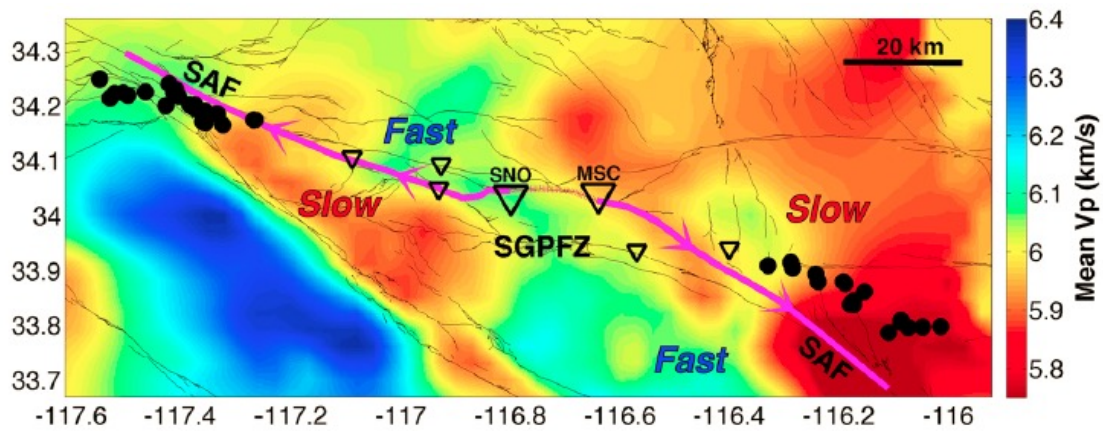 34.3
34.2
34.1
34
33.9
33.8
33.7
-117.6
-117.4
-117.2
-117
-116.8
-116.6
-116.4
-116.2
-116
SAF
Fast
Slow
SNO
MSC
SGPFZ
Slow
Fast
SAF
20 km
6.4
6.3
6.2
6.1
6
5.9
5.8
Mean Vp (km/s)